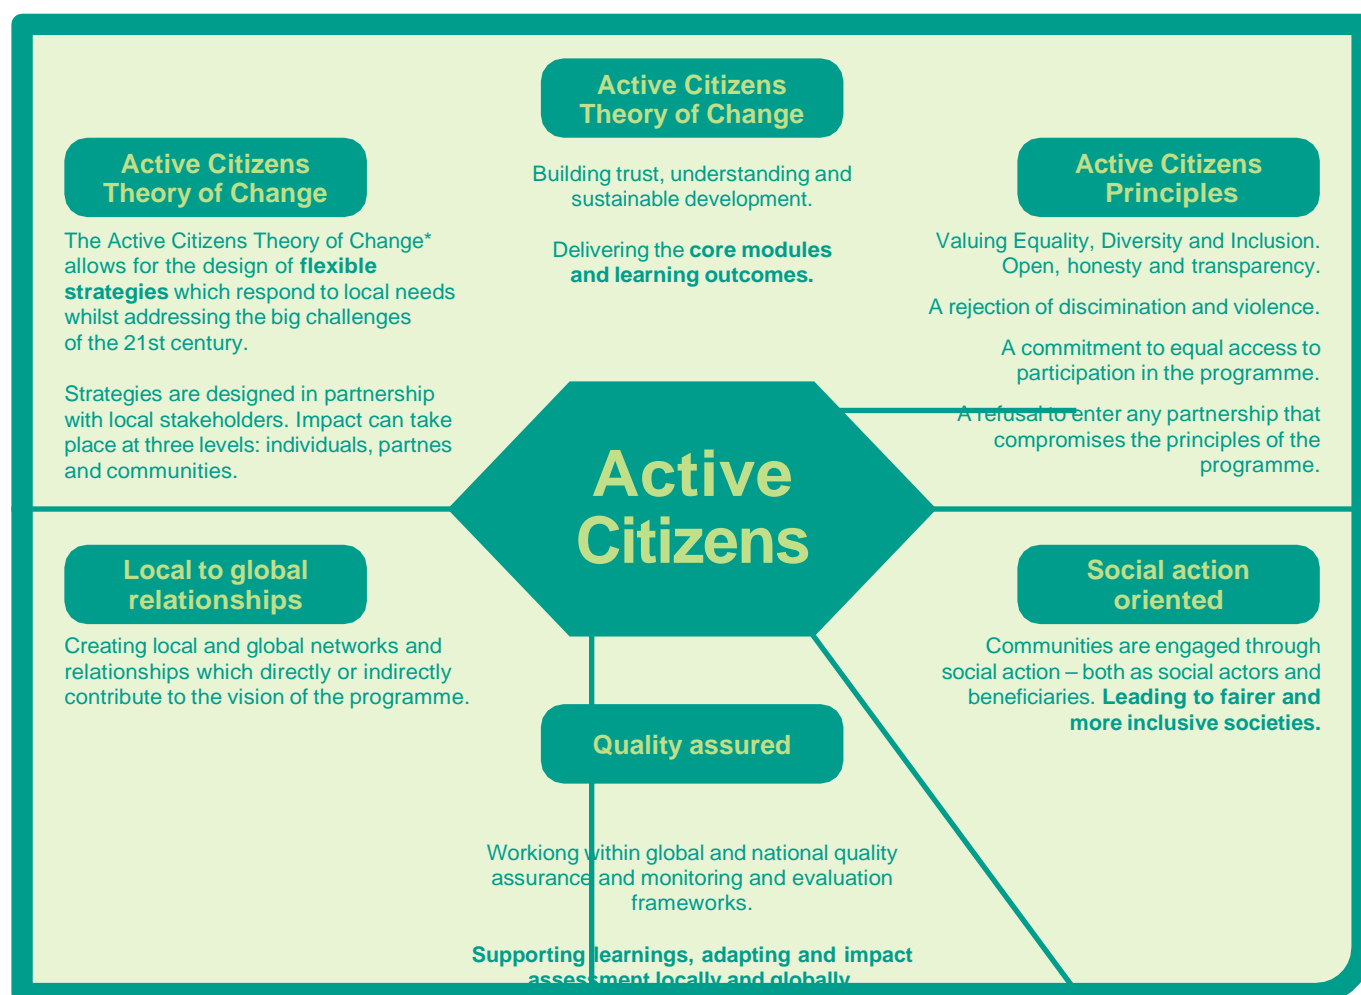 Active Citizens
Theory of Change
Building trust, understanding and
sustainable development.
Delivering the core modules
and learning outcomes.
Active Citizens
Theory of Change
The Active Citizens Theory of Change*
allows for the design of flexible
strategies which respond to local needs
whilst addressing the big challenges
of the 21st century.
Strategies are designed in partnership
with local stakeholders. Impact can take
place at three levels: individuals, partnes
and communities.
Active Citizens
Principles
Valuing Equality, Diversity and Inclusion.
Open, honesty and transparency.
A rejection of discrimination and violence.
A commitment to equal access to
participation in the programme.
A refusal to enter any partnership that
compromises the principles of the
programme.
Active
Citizens
Local to global
relationships
Creating local and global networks and
relationships which directly or indirectly
contribute to the vision of the programme.
Social action
oriented
Communities are engaged through
social action – both as social actors and
beneficiaries. Leading to fairer and
more inclusive societies.
Quality assured
Workiong within global and national quality
assurance and monitoring and evaluation
frameworks.
Supporting learnings, adapting and impact
assessment locally and globally